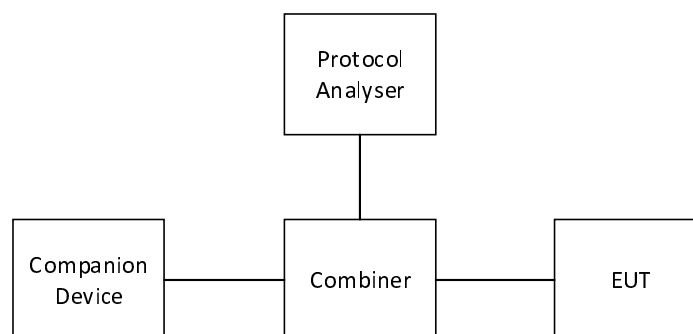 Protocol
Analyser
Companion
Device
Combiner
EUT